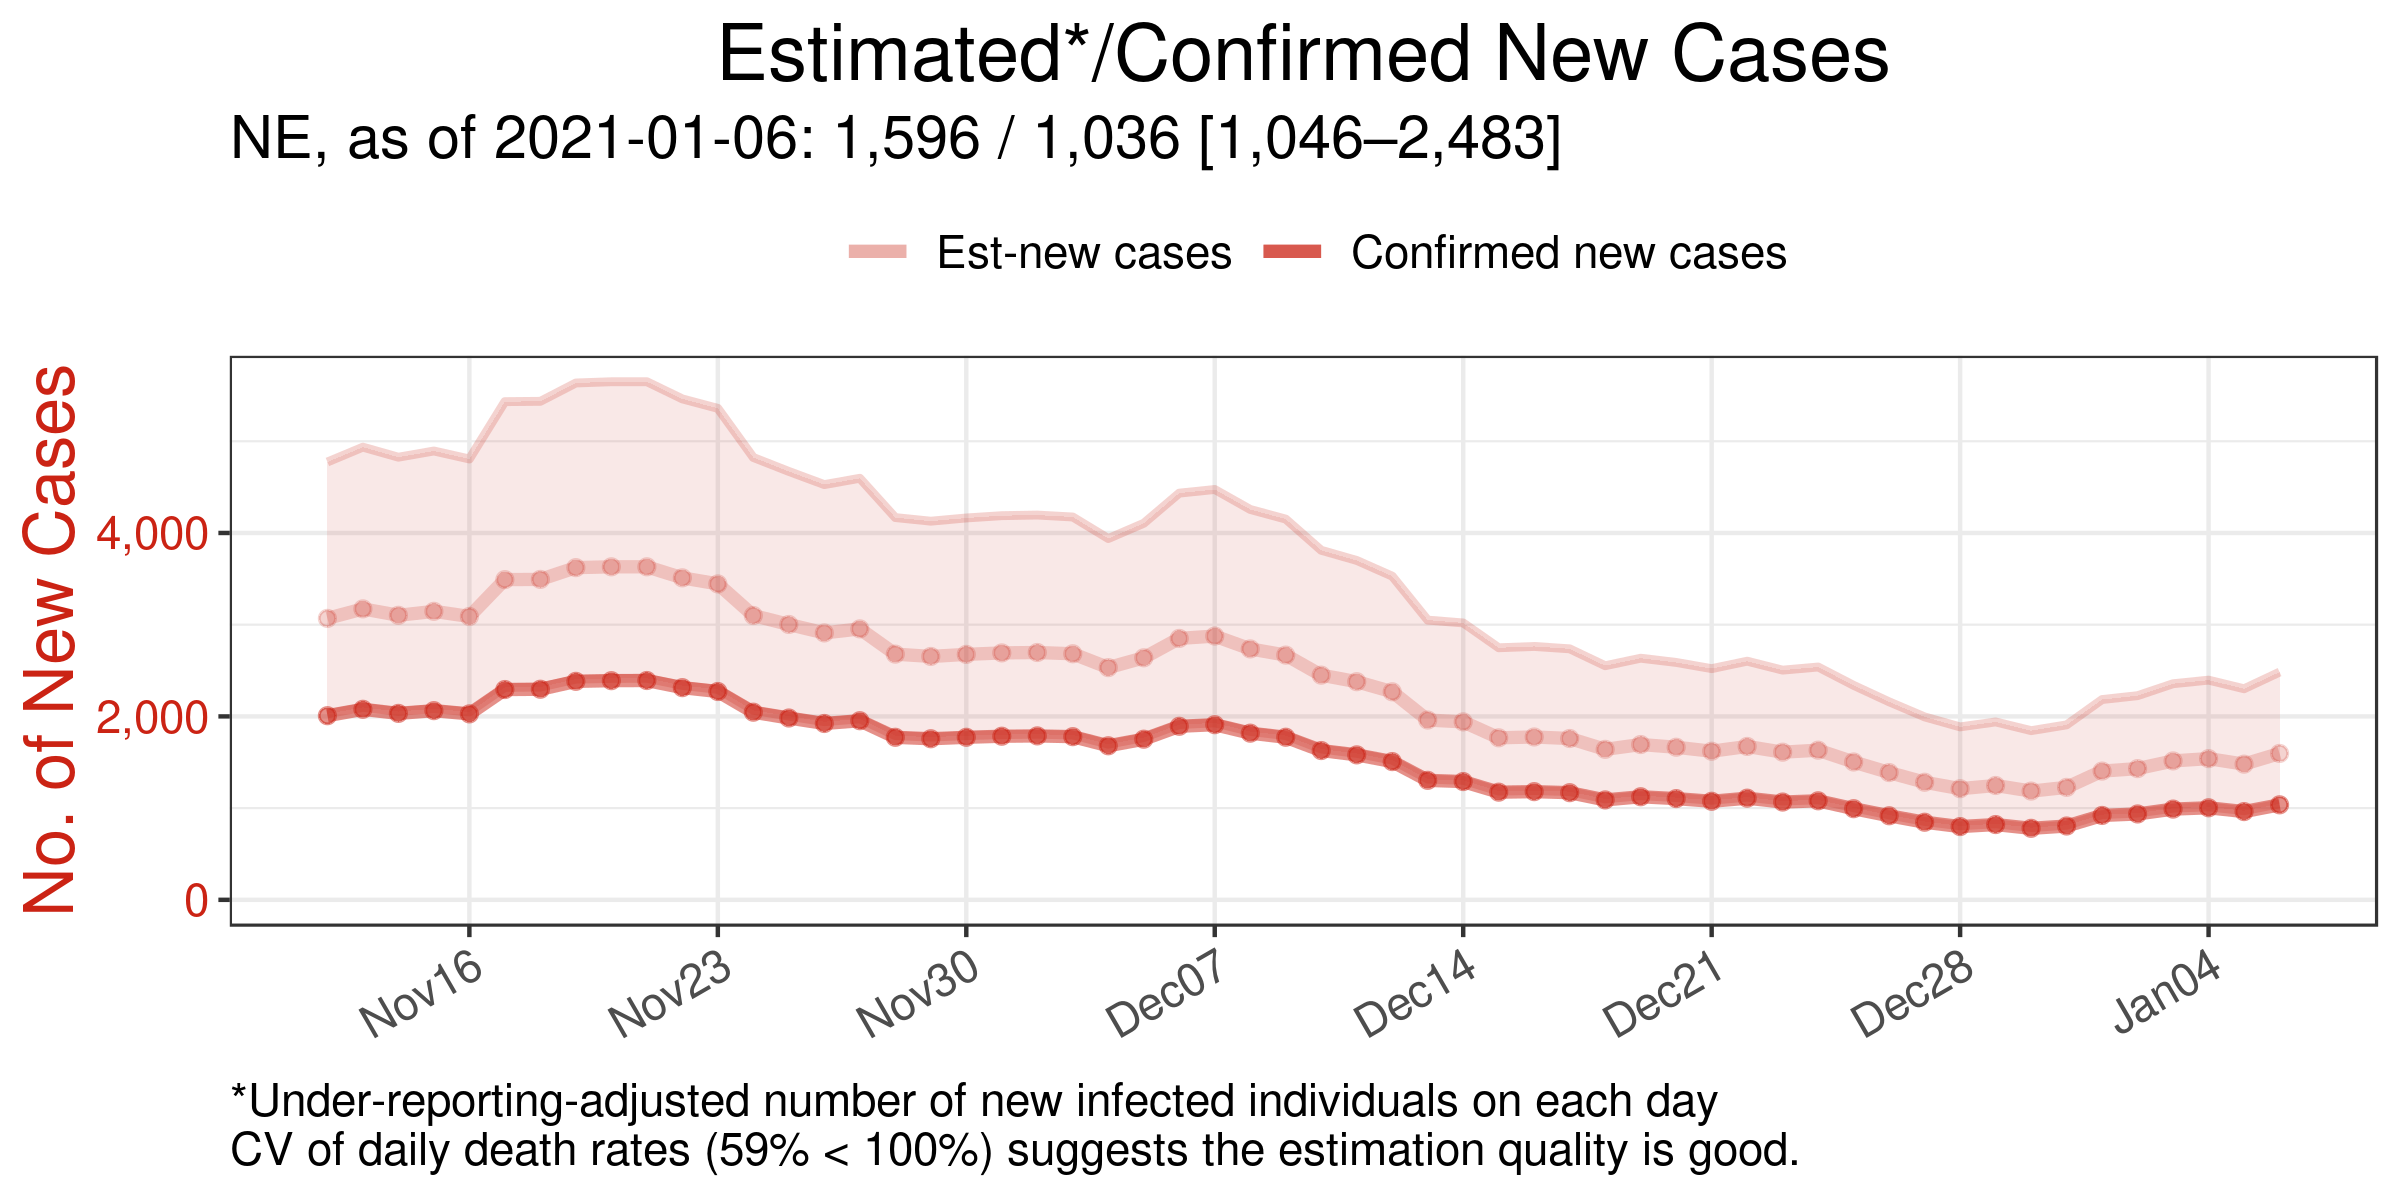 Estimated*/Confirmed New Cases
NE, as of 2021-01-06: 1,596 / 1,036 [1,046–2,483]
Est-new cases
Confirmed new cases
No. of New Cases
4,000
2,000
0
Nov16
Nov23
Nov30
Dec07
Dec14
Dec21
Dec28
Jan04
*Under-reporting-adjusted number of new infected individuals on each day
CV of daily death rates (59% < 100%) suggests the estimation quality is good.